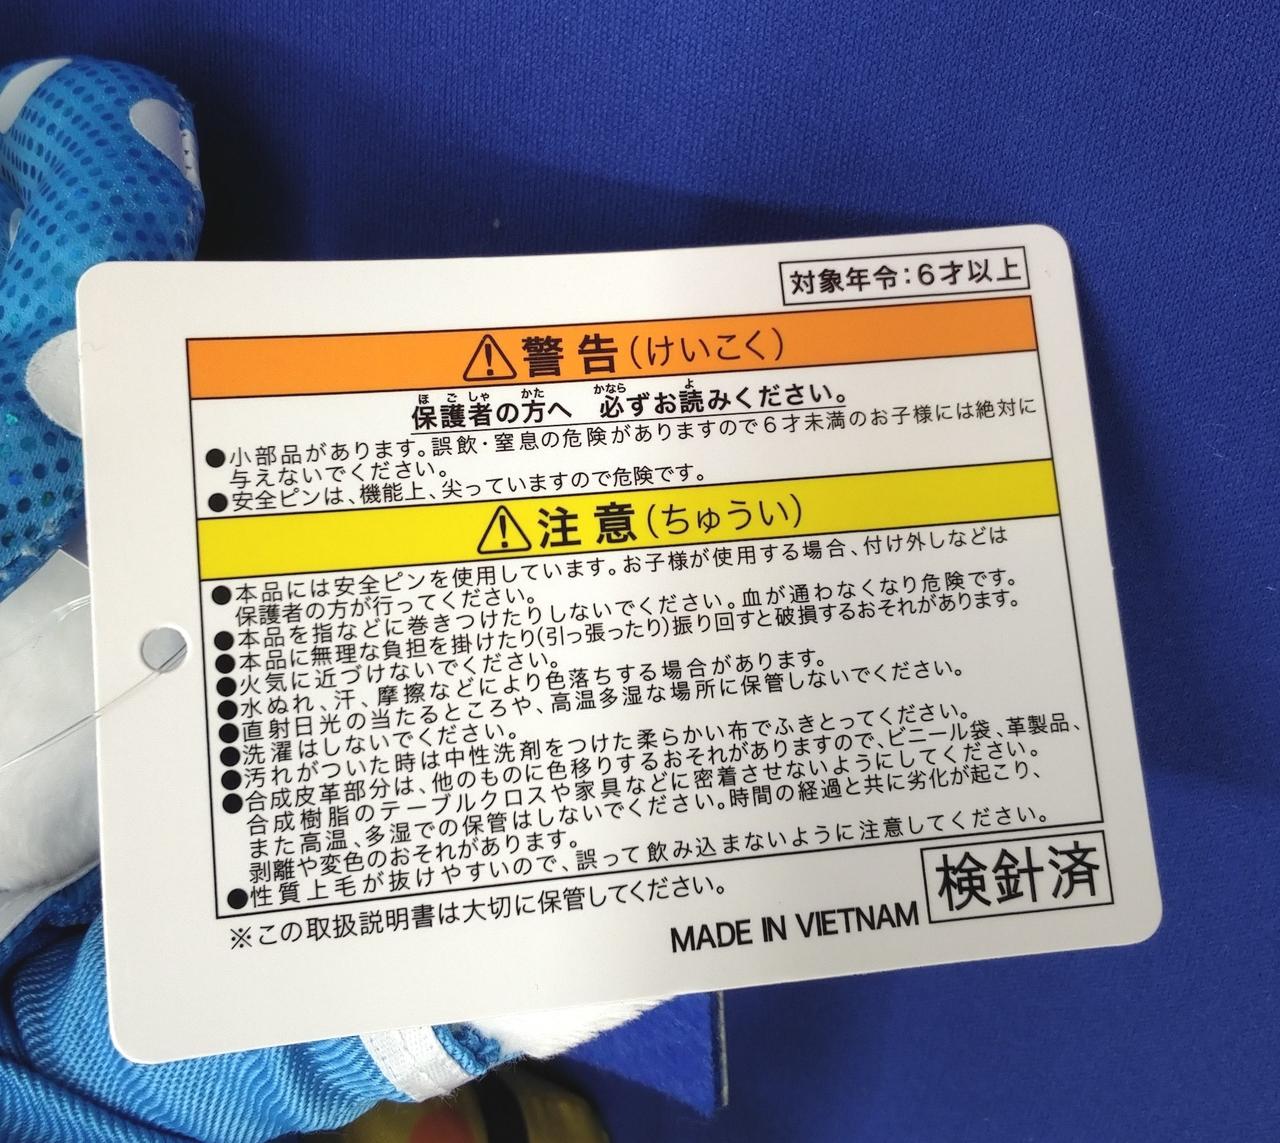 対象年令:6才以上
⚠警告(けいこく)
保護者の方へ 必ずお読みください。
●小部品があります。誤飲・窒息の危険がありますので6才未満のお子様には絶対に
与えないでください。
●安全ピンは、機能上、尖っていますので危険です。
⚠注意(ちゅうい)
●本品には安全ピンを使用しています。お子様が使用する場合、付け外しなどは
保護者の方が行ってください。
●本品を指などに巻きつけたりしないでください。血が通わなくなり危険です。
●本品に無理な負担を掛けたり(引っ張ったり)振り回すと破損するおそれがあります。
●火気に近づけないでください。
●水ぬれ、汗、摩擦などにより色落ちする場合があります。
●直射日光の当たるところや、高温多湿な場所に保管しないでください。
●洗濯はしないでください。
●汚れがついた時は中性洗剤をつけた柔らかい布でふきとってください。
●合成皮革部分は、他のものに色移りするおそれがありますので、ビニール袋、革製品、
合成樹脂のテーブルクロスや家具などに密着させないようにしてください。
また高温、多湿での保管はしないでください。時間の経過と共に劣化が起こり、
剥離や変色のおそれがあります。
●性質上毛が抜けやすいので、誤って飲み込まないように注意してください。
※この取扱説明書は大切に保管してください。
MADE IN VIETNAM
検針済